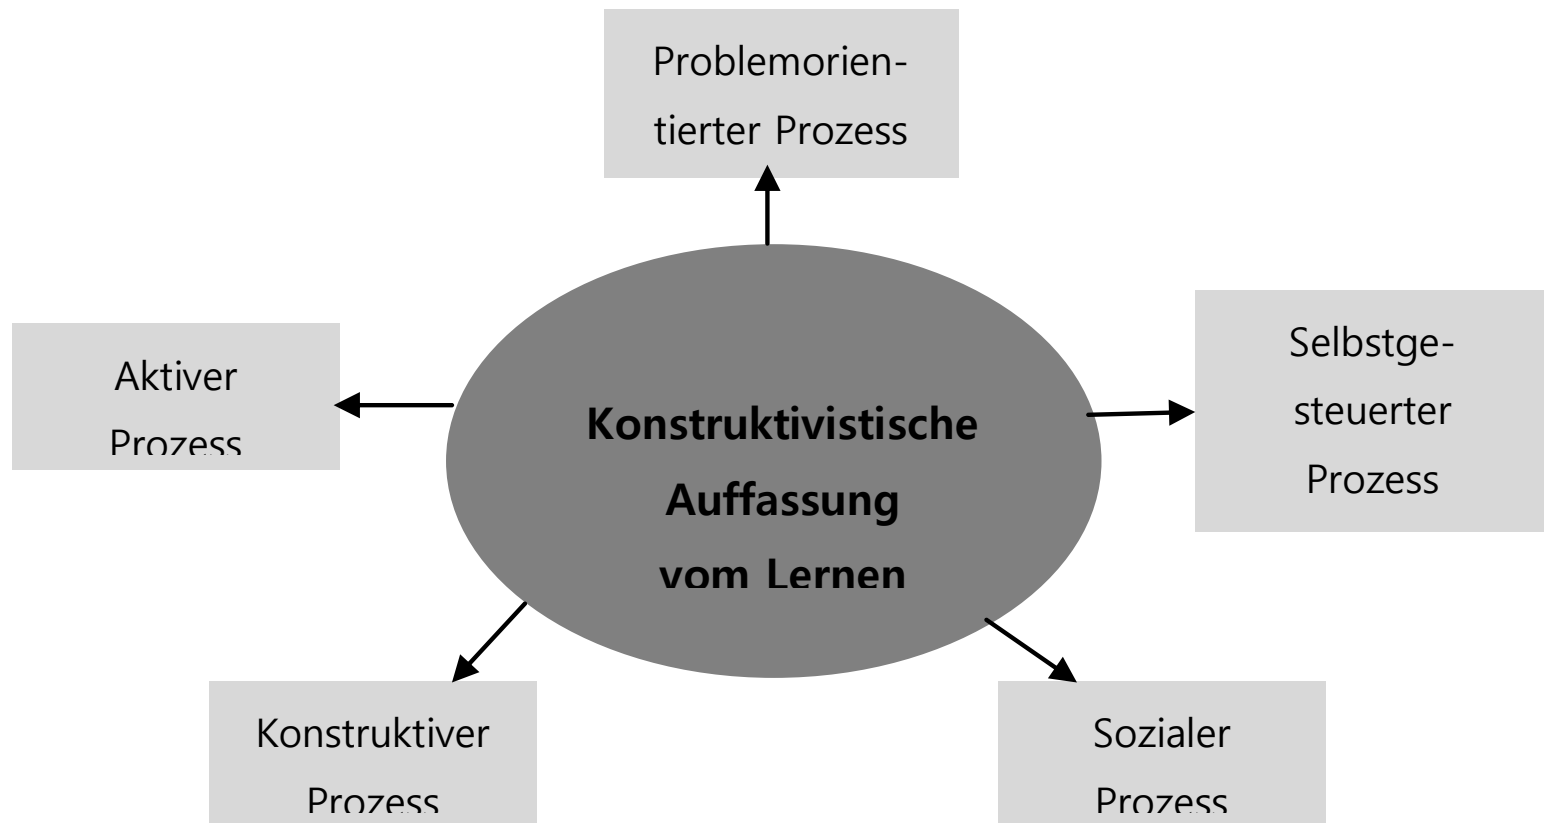 Problemorien-
tierter Prozess
Selbstge-
steuerter
Prozess
Aktiver
Prozess
Konstruktivistische
Auffassung
vom Lernen
Konstruktiver
Prozess
Sozialer
Prozess